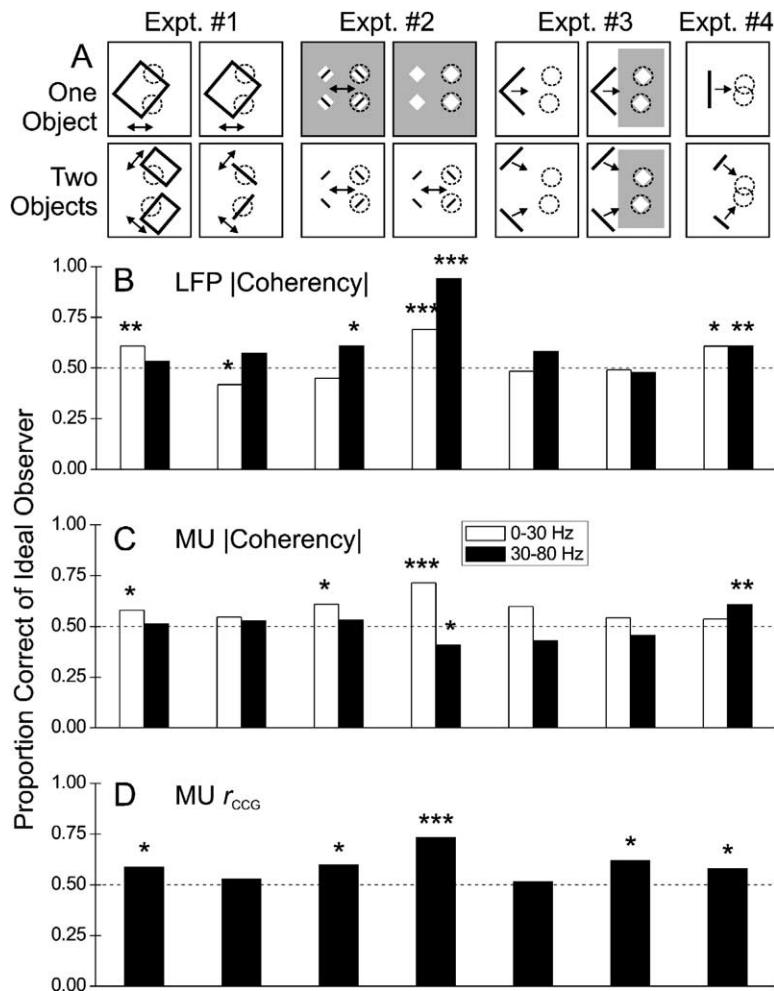 Expt. #1 Expt. #2 Expt. #3 Expt. #4
A
One
Object
Two
Objects
Proportion Correct of Ideal Observer
B LFP |Coherency|
1.00
0.75
0.50
0.25
0.00
** * * *** *** * **
C MU |Coherency|
0-30 Hz
30-80 Hz
1.00
0.75
0.50
0.25
0.00
* * *** * **
D MU rCCG
1.00
0.75
0.50
0.25
0.00
* * *** * *